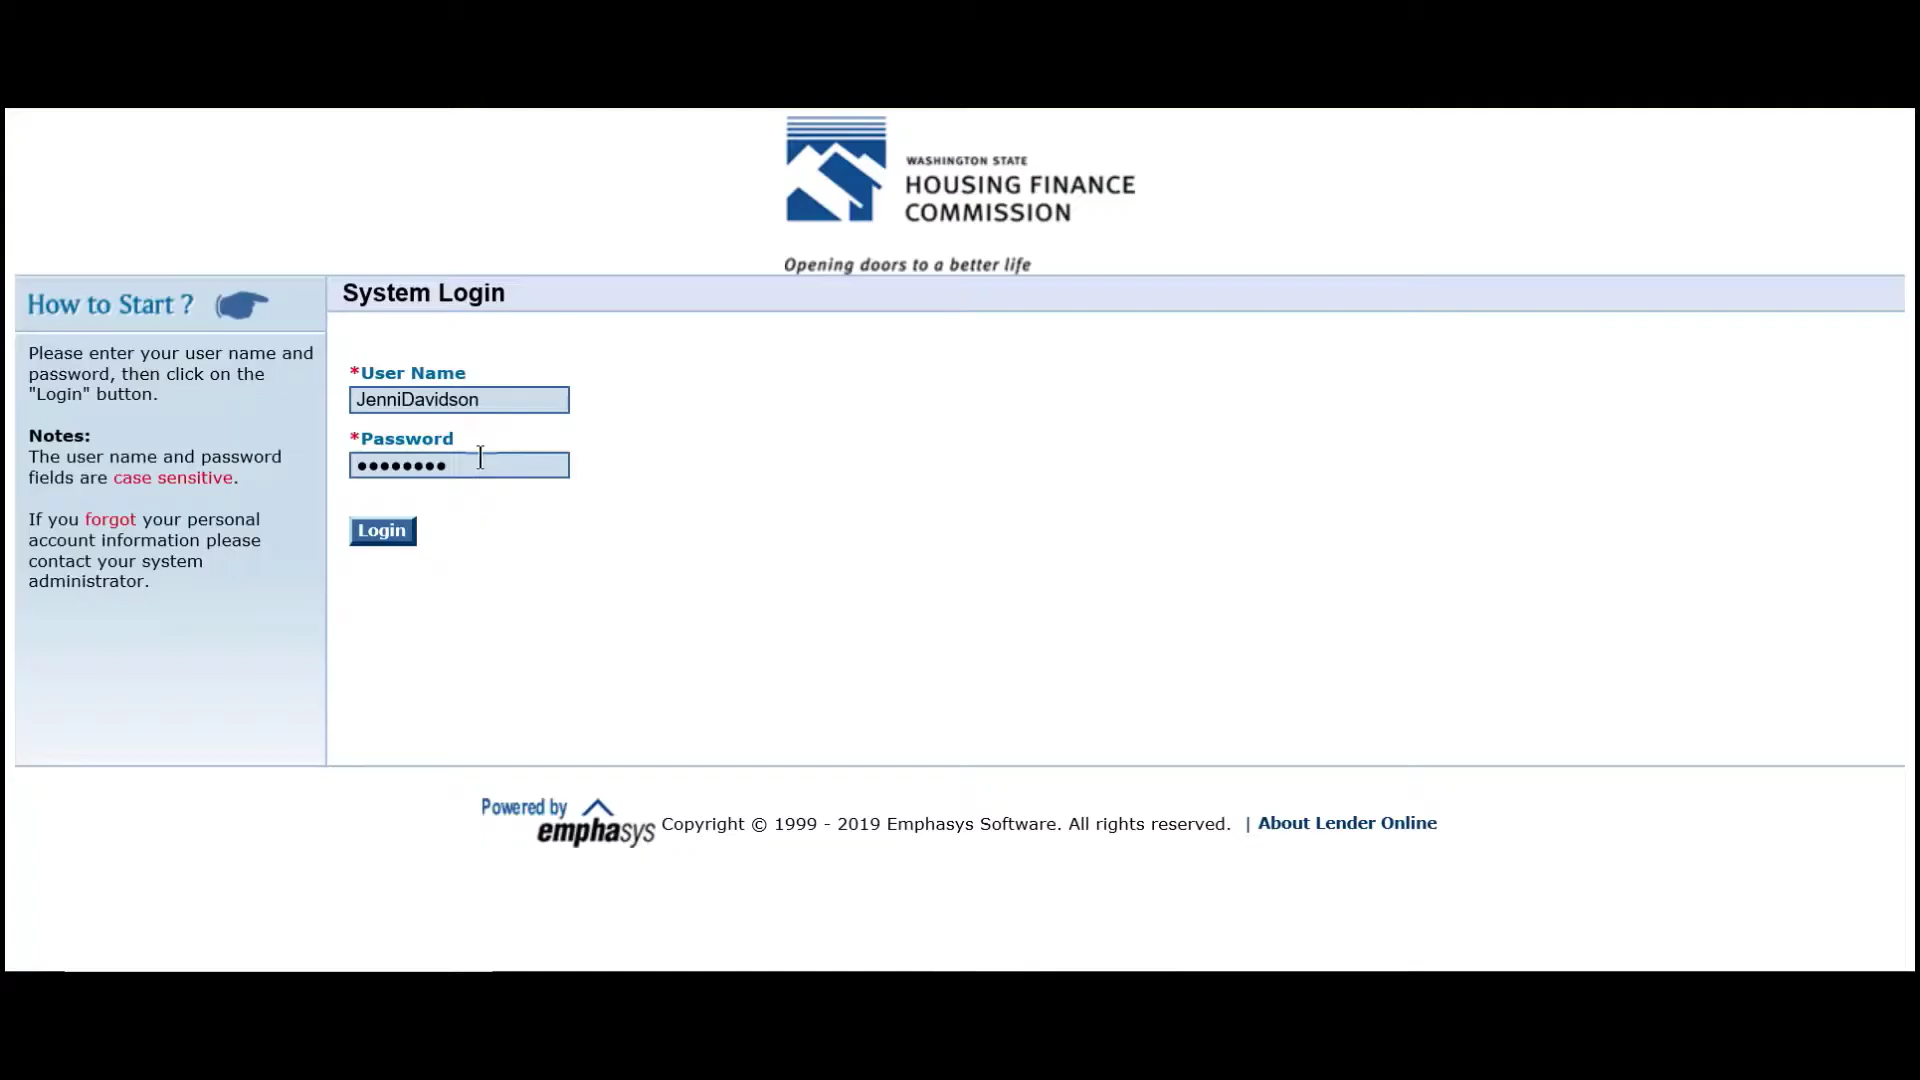 WASHINGTON STATE
HOUSING FINANCE
COMMISSION
Opening doors to a better life
How to Start ?
Please enter your user name and
password, then click on the
"Login" button.
Notes:
The user name and password
fields are case sensitive.
If you forgot your personal
account information please
contact your system
administrator.
System Login
*User Name
JenniDavidson
*Password
••••••••
Login
Powered by
emphasys
Copyright © 1999 - 2019 Emphasys Software. All rights reserved. | About Lender Online